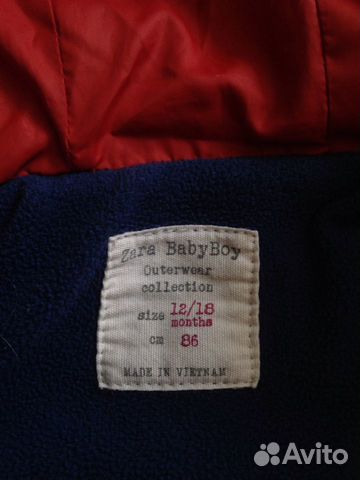 Zara BabyBoy
Outerwear
collection
size 12/18
months
cm 86
MADE IN VIETNAM
Avito